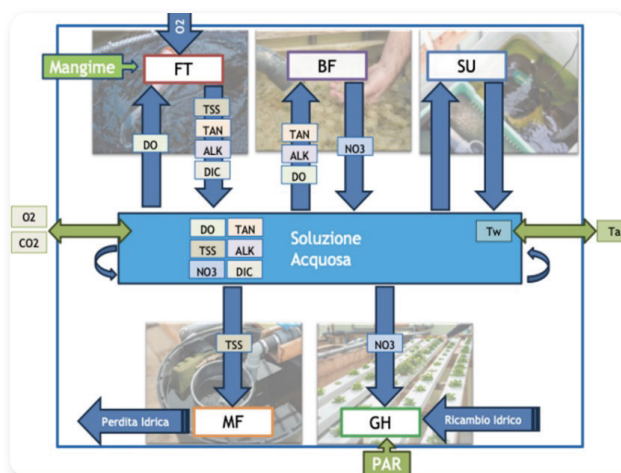 O2
Mangime
FT
BF
SU
DO
TSS
TAN
ALK
DIC
TAN
ALK
DO
NO3
O2
CO2
DO
TAN
TSS
ALK
NO3
DIC
Soluzione
Acquosa
Tw
Ta
TSS
NO3
Perdita Idrica
MF
GH
Ricambio Idrico
PAR